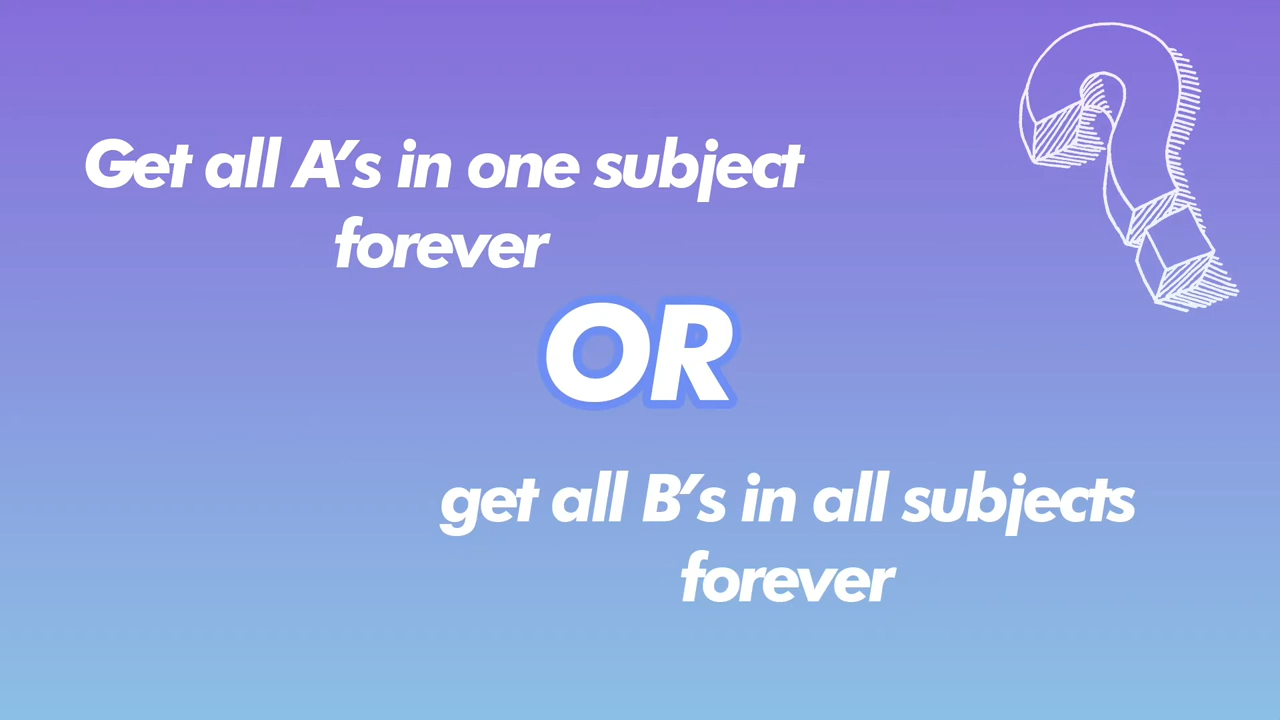 Get all A's in one subject
forever
OR
get all B's in all subjects
forever